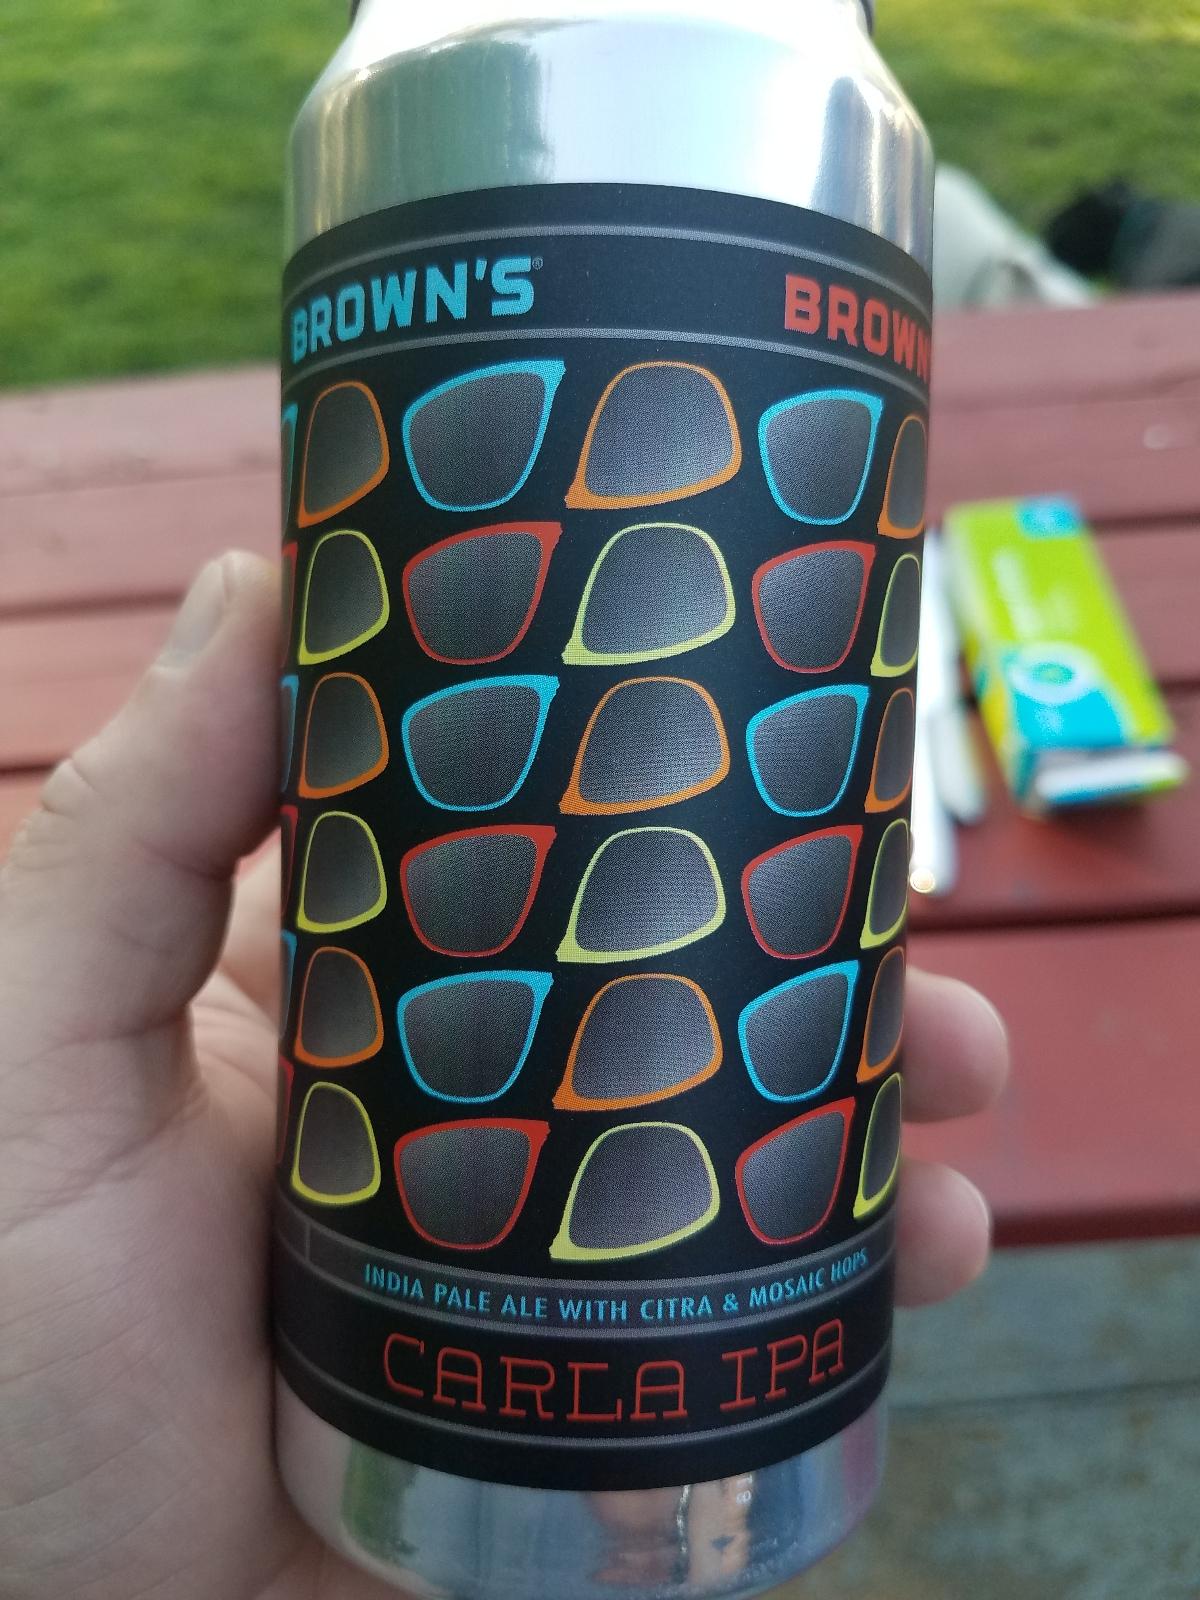 BROWN'S®
BROWN'
INDIA PALE ALE WITH CITRA & MOSAIC HOPS
CARLA IPA